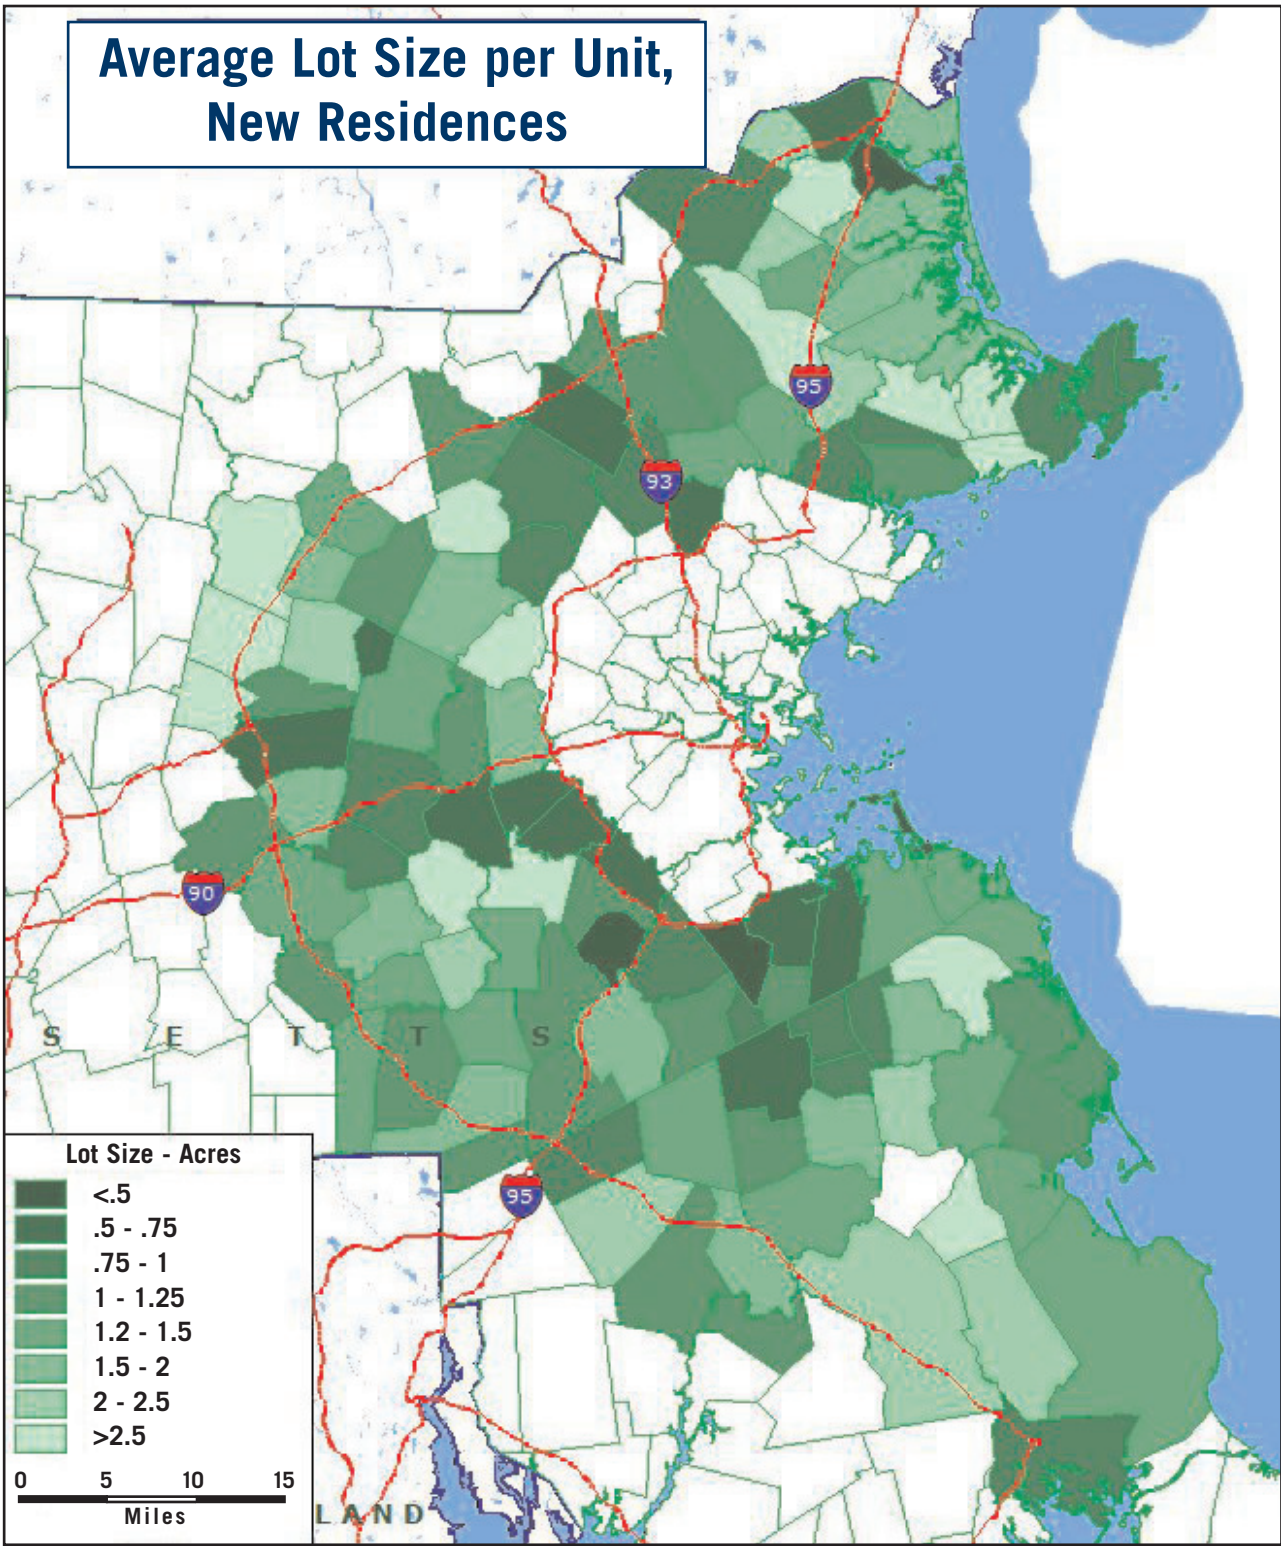 Average Lot Size per Unit,
New Residences
95
93
90
S E T T S
95
Lot Size - Acres
<.5
.5 - .75
.75 - 1
1 - 1.25
1.2 - 1.5
1.5 - 2
2 - 2.5
>2.5
0 5 10 15
Miles
LAND